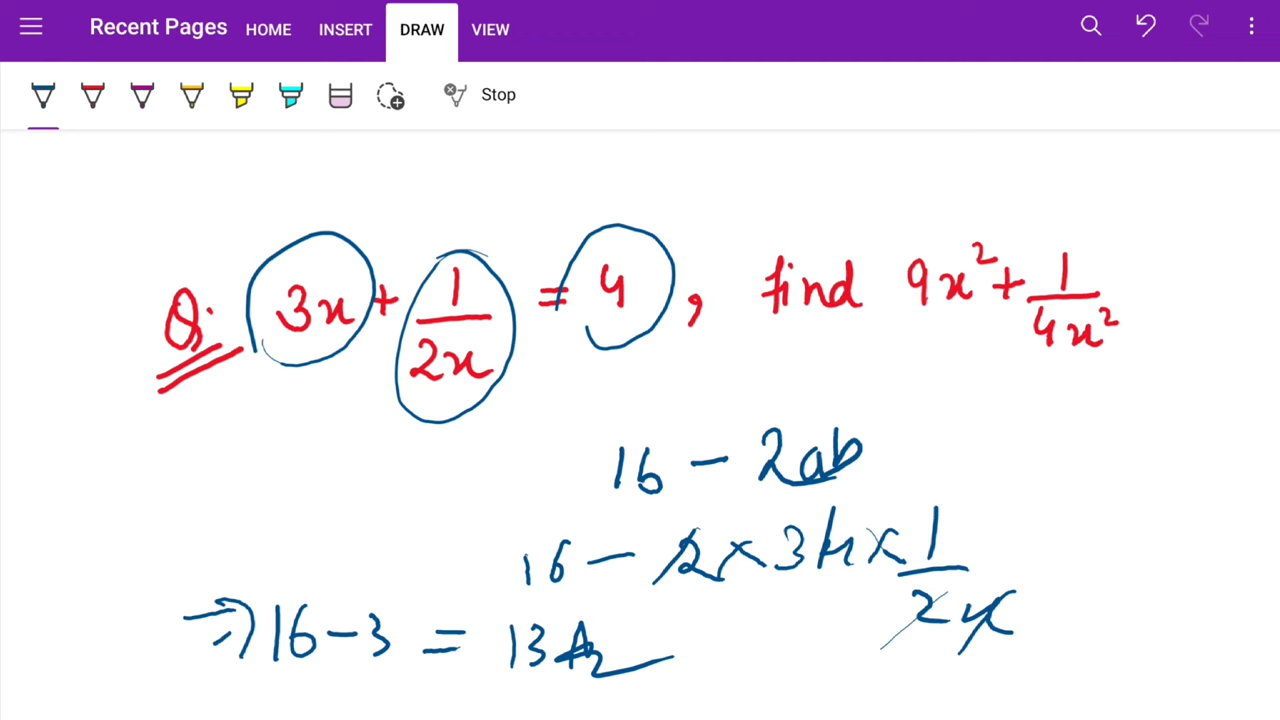 Recent Pages HOME INSERT DRAW VIEW
Stop
Q. 3x + 1/2x = 4 , find 9x² + 1/4x²
16 - 2ab
16 - 2 × 3x × 1/2x
⇒ 16 - 3 = 13 A